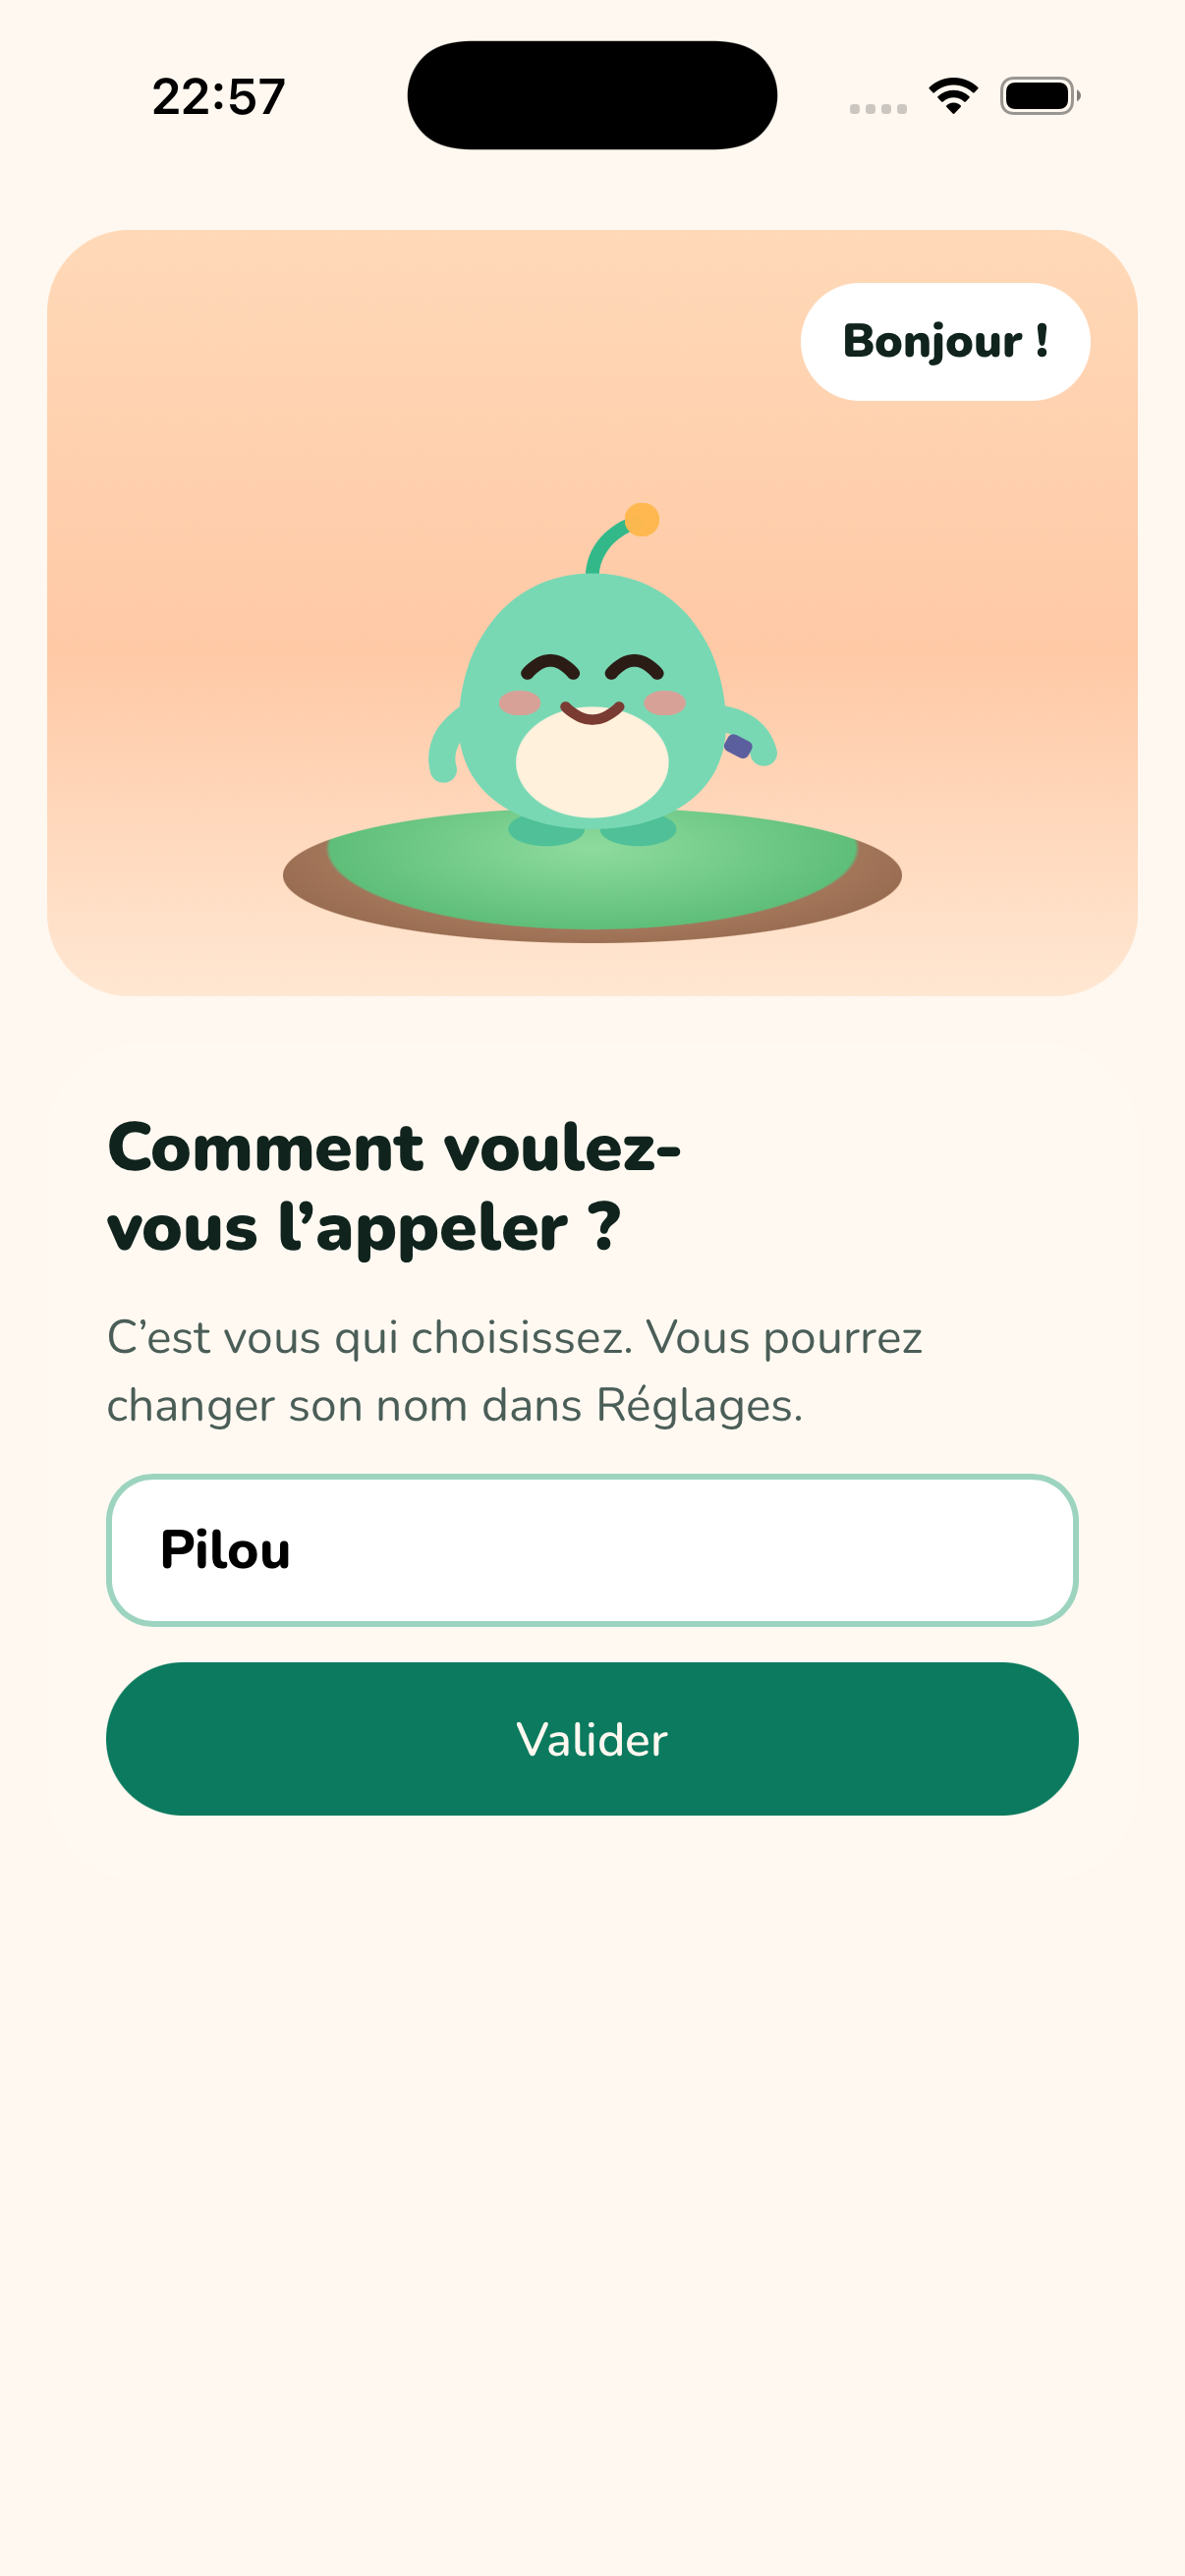 22:57
Bonjour !
Comment voulez-
vous l’appeler ?
C’est vous qui choisissez. Vous pourrez
changer son nom dans Réglages.
Pilou
Valider